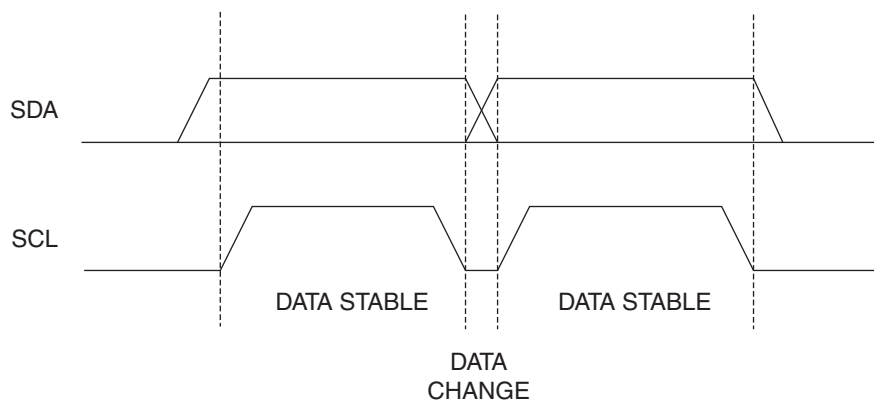 SDA
SCL
DATA STABLE
DATA STABLE
DATA
CHANGE